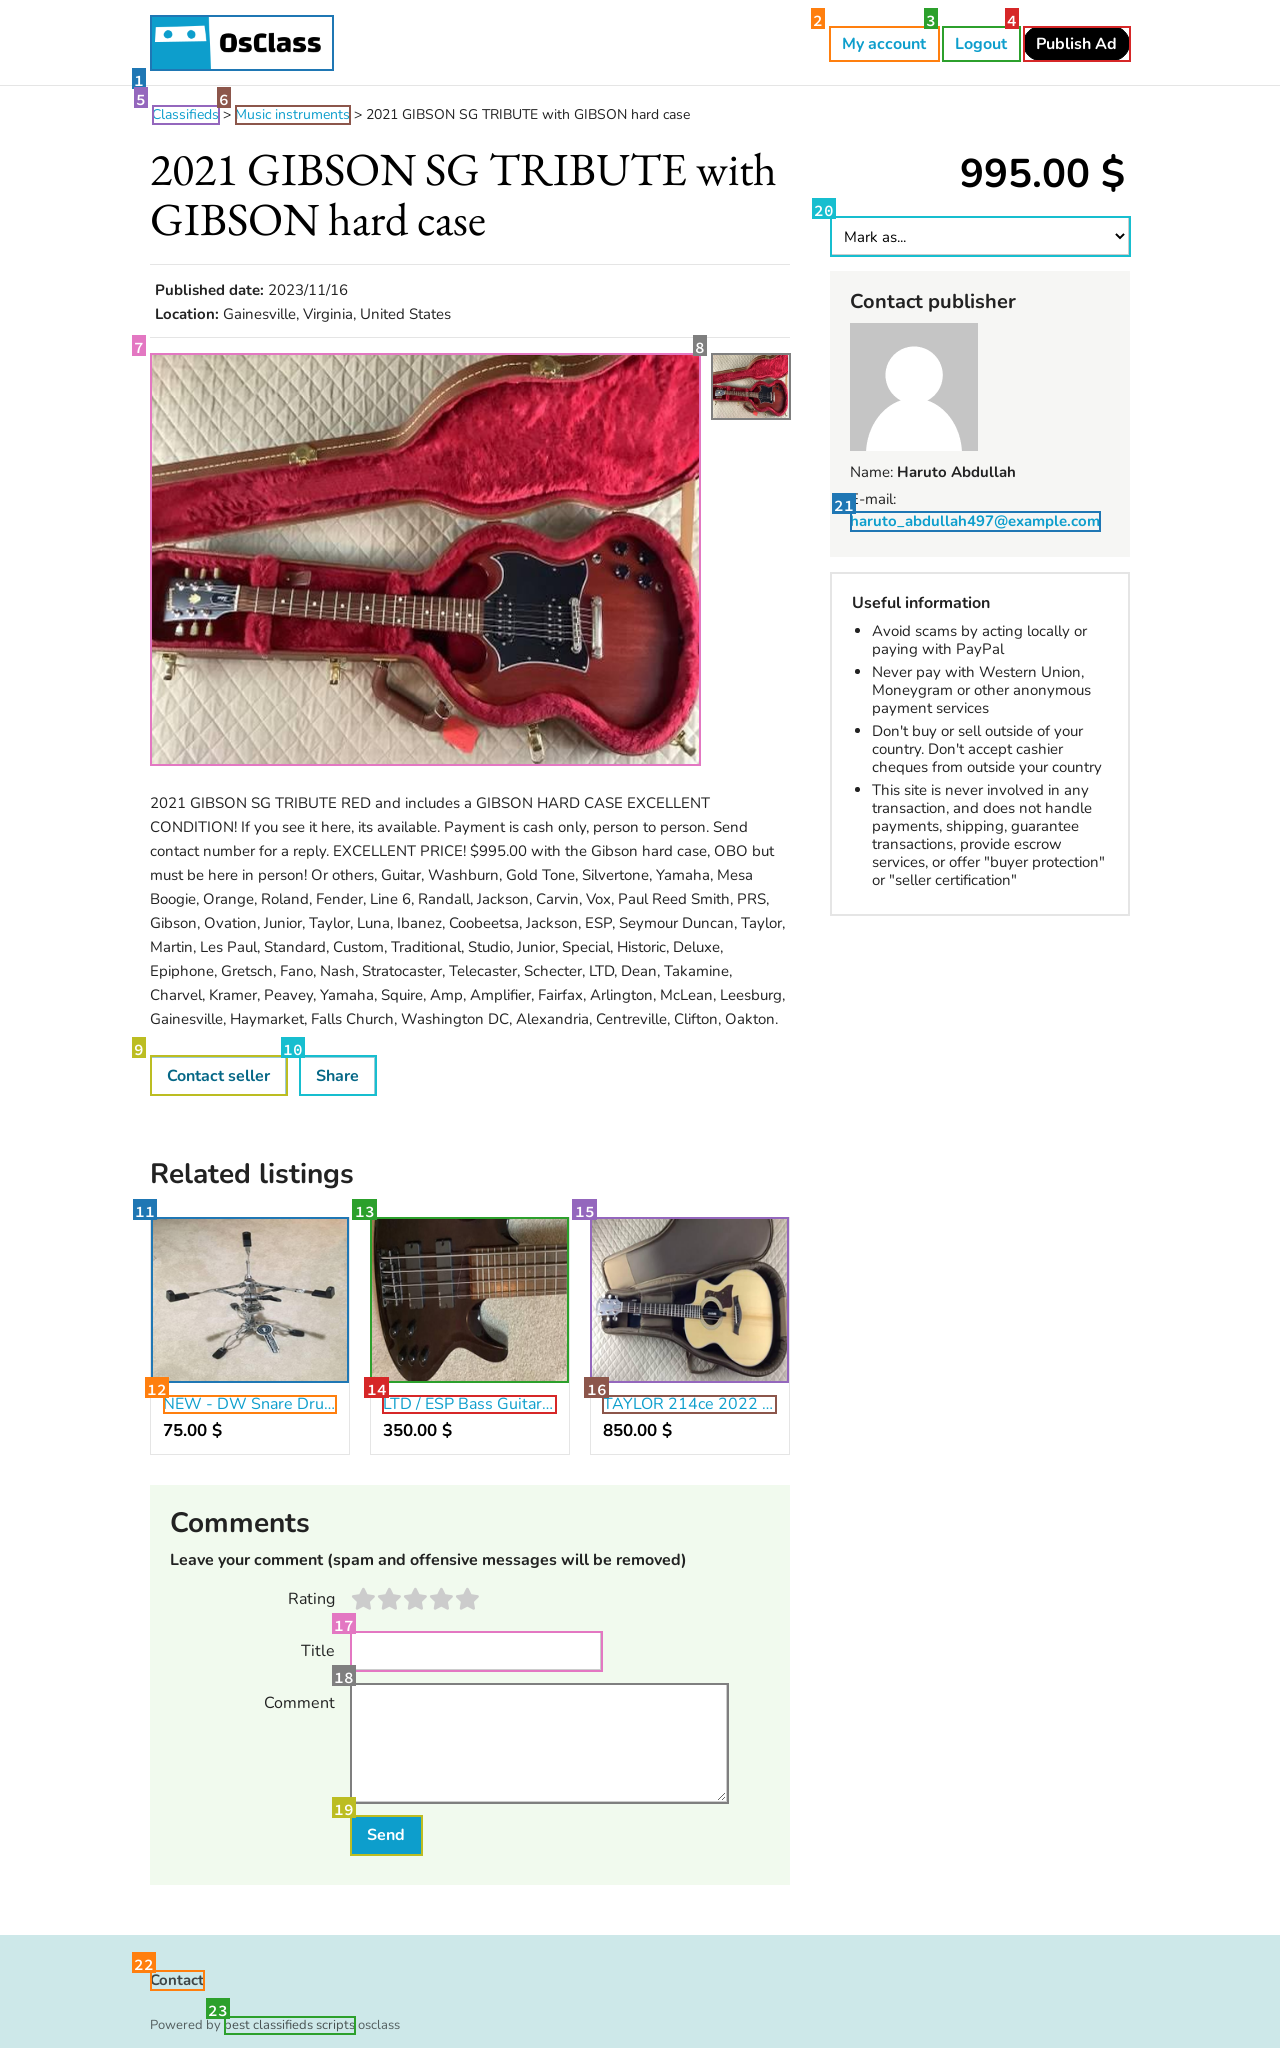 OsClass
2 3 4
My account Logout Publish Ad
1
5 6
Classifieds > Music instruments > 2021 GIBSON SG TRIBUTE with GIBSON hard case
2021 GIBSON SG TRIBUTE with
GIBSON hard case
995.00 $
20
Mark as...
Published date: 2023/11/16
Location: Gainesville, Virginia, United States
7 8
Contact publisher
Name: Haruto Abdullah
E-mail:
21
haruto_abdullah497@example.com
Useful information
Avoid scams by acting locally or
paying with PayPal
Never pay with Western Union,
Moneygram or other anonymous
payment services
Don't buy or sell outside of your
country. Don't accept cashier
cheques from outside your country
This site is never involved in any
transaction, and does not handle
payments, shipping, guarantee
transactions, provide escrow
services, or offer "buyer protection"
or "seller certification"
2021 GIBSON SG TRIBUTE RED and includes a GIBSON HARD CASE EXCELLENT
CONDITION! If you see it here, its available. Payment is cash only, person to person. Send
contact number for a reply. EXCELLENT PRICE! $995.00 with the Gibson hard case, OBO but
must be here in person! Or others, Guitar, Washburn, Gold Tone, Silvertone, Yamaha, Mesa
Boogie, Orange, Roland, Fender, Line 6, Randall, Jackson, Carvin, Vox, Paul Reed Smith, PRS,
Gibson, Ovation, Junior, Taylor, Luna, Ibanez, Coobeetsa, Jackson, ESP, Seymour Duncan, Taylor,
Martin, Les Paul, Standard, Custom, Traditional, Studio, Junior, Special, Historic, Deluxe,
Epiphone, Gretsch, Fano, Nash, Stratocaster, Telecaster, Schecter, LTD, Dean, Takamine,
Charvel, Kramer, Peavey, Yamaha, Squire, Amp, Amplifier, Fairfax, Arlington, McLean, Leesburg,
Gainesville, Haymarket, Falls Church, Washington DC, Alexandria, Centreville, Clifton, Oakton.
9 10
Contact seller Share
Related listings
11 13 15
12 14 16
NEW - DW Snare Dru... LTD / ESP Bass Guitar... TAYLOR 214ce 2022 ...
75.00 $ 350.00 $ 850.00 $
Comments
Leave your comment (spam and offensive messages will be removed)
Rating
17
Title
18
Comment
19
Send
22
Contact
23
Powered by best classifieds scripts osclass